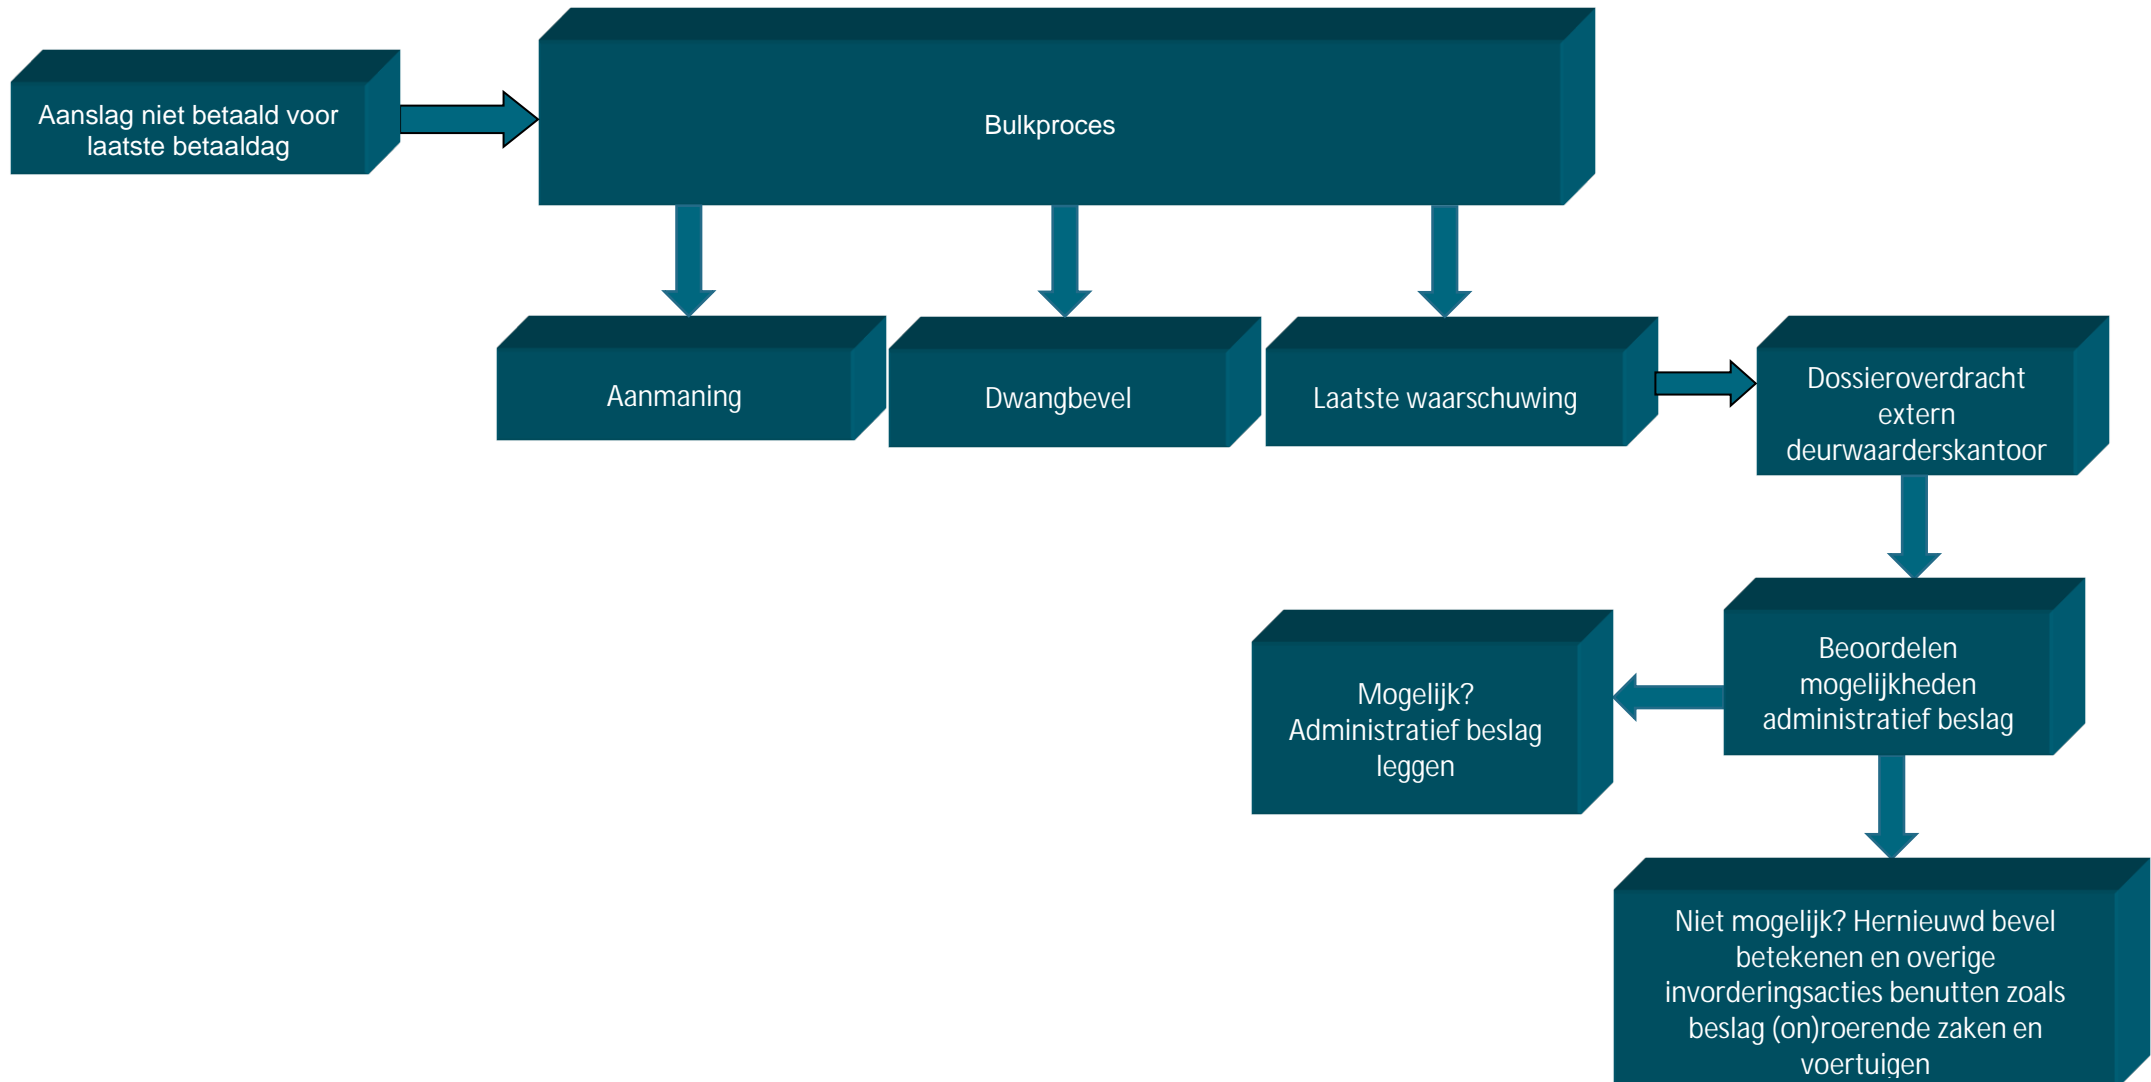 Aanslag niet betaald voor
laatste betaaldag
Bulkproces
Aanmaning
Dwangbevel
Laatste waarschuwing
Dossieroverdracht
extern
deurwaarderskantoor
Beoordelen
mogelijkheden
administratief beslag
Mogelijk?
Administratief beslag
leggen
Niet mogelijk? Hernieuwd bevel
betekenen en overige
invorderingsacties benutten zoals
beslag (on)roerende zaken en
voertuigen